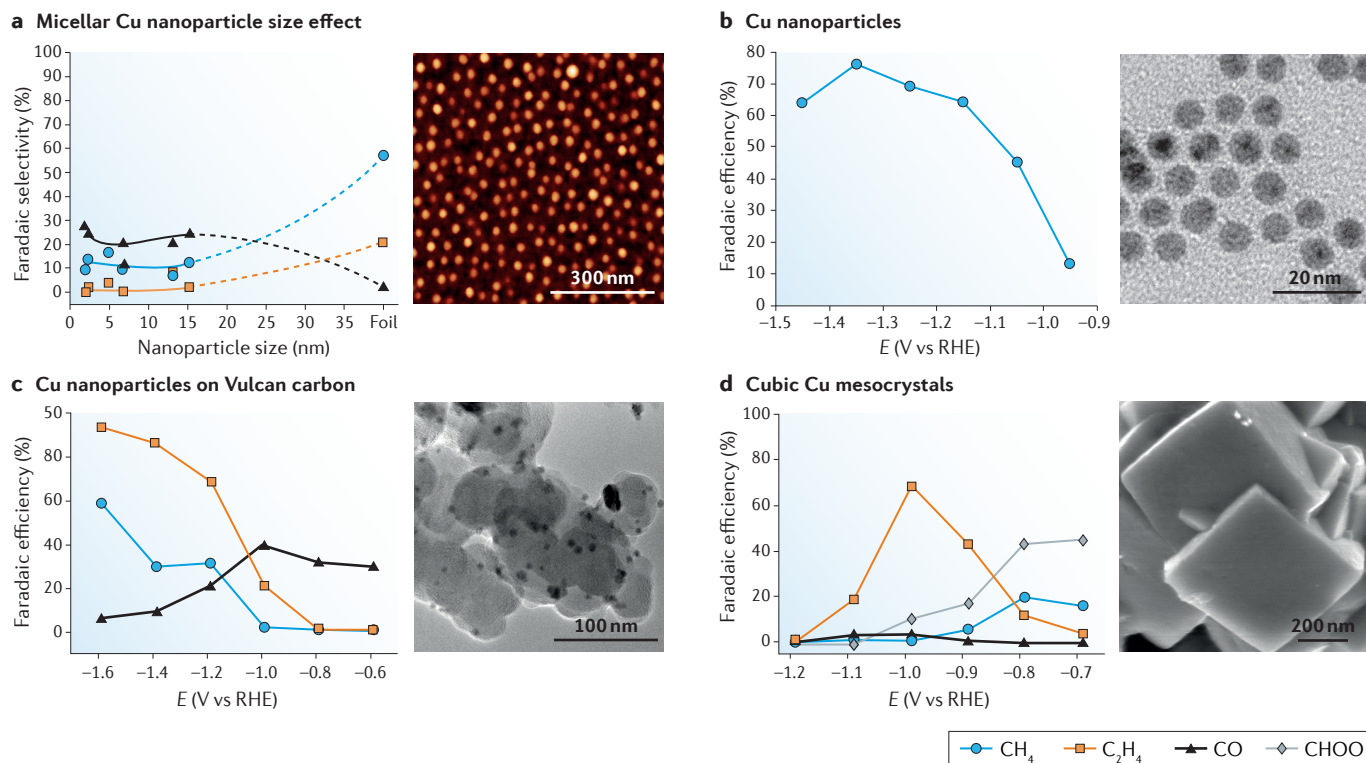 a Micellar Cu nanoparticle size effect
Faradaic selectivity (%)
100
90
80
70
60
50
40
30
20
10
0
0 5 10 15 20 25 30 35 Foil
Nanoparticle size (nm)
300 nm
b Cu nanoparticles
Faradaic efficiency (%)
80
70
60
50
40
30
20
10
0
−1.5 −1.4 −1.3 −1.2 −1.1 −1.0 −0.9
E (V vs RHE)
20 nm
c Cu nanoparticles on Vulcan carbon
Faradaic efficiency (%)
50
80
60
40
20
0
−1.6 −1.4 −1.2 −1.0 −0.8 −0.6
E (V vs RHE)
100 nm
d Cubic Cu mesocrystals
Faradaic efficiency (%)
100
80
60
40
20
0
−1.2 −1.1 −1.0 −0.9 −0.8 −0.7
E (V vs RHE)
200 nm
CH₄ C₂H₄ CO CHOO